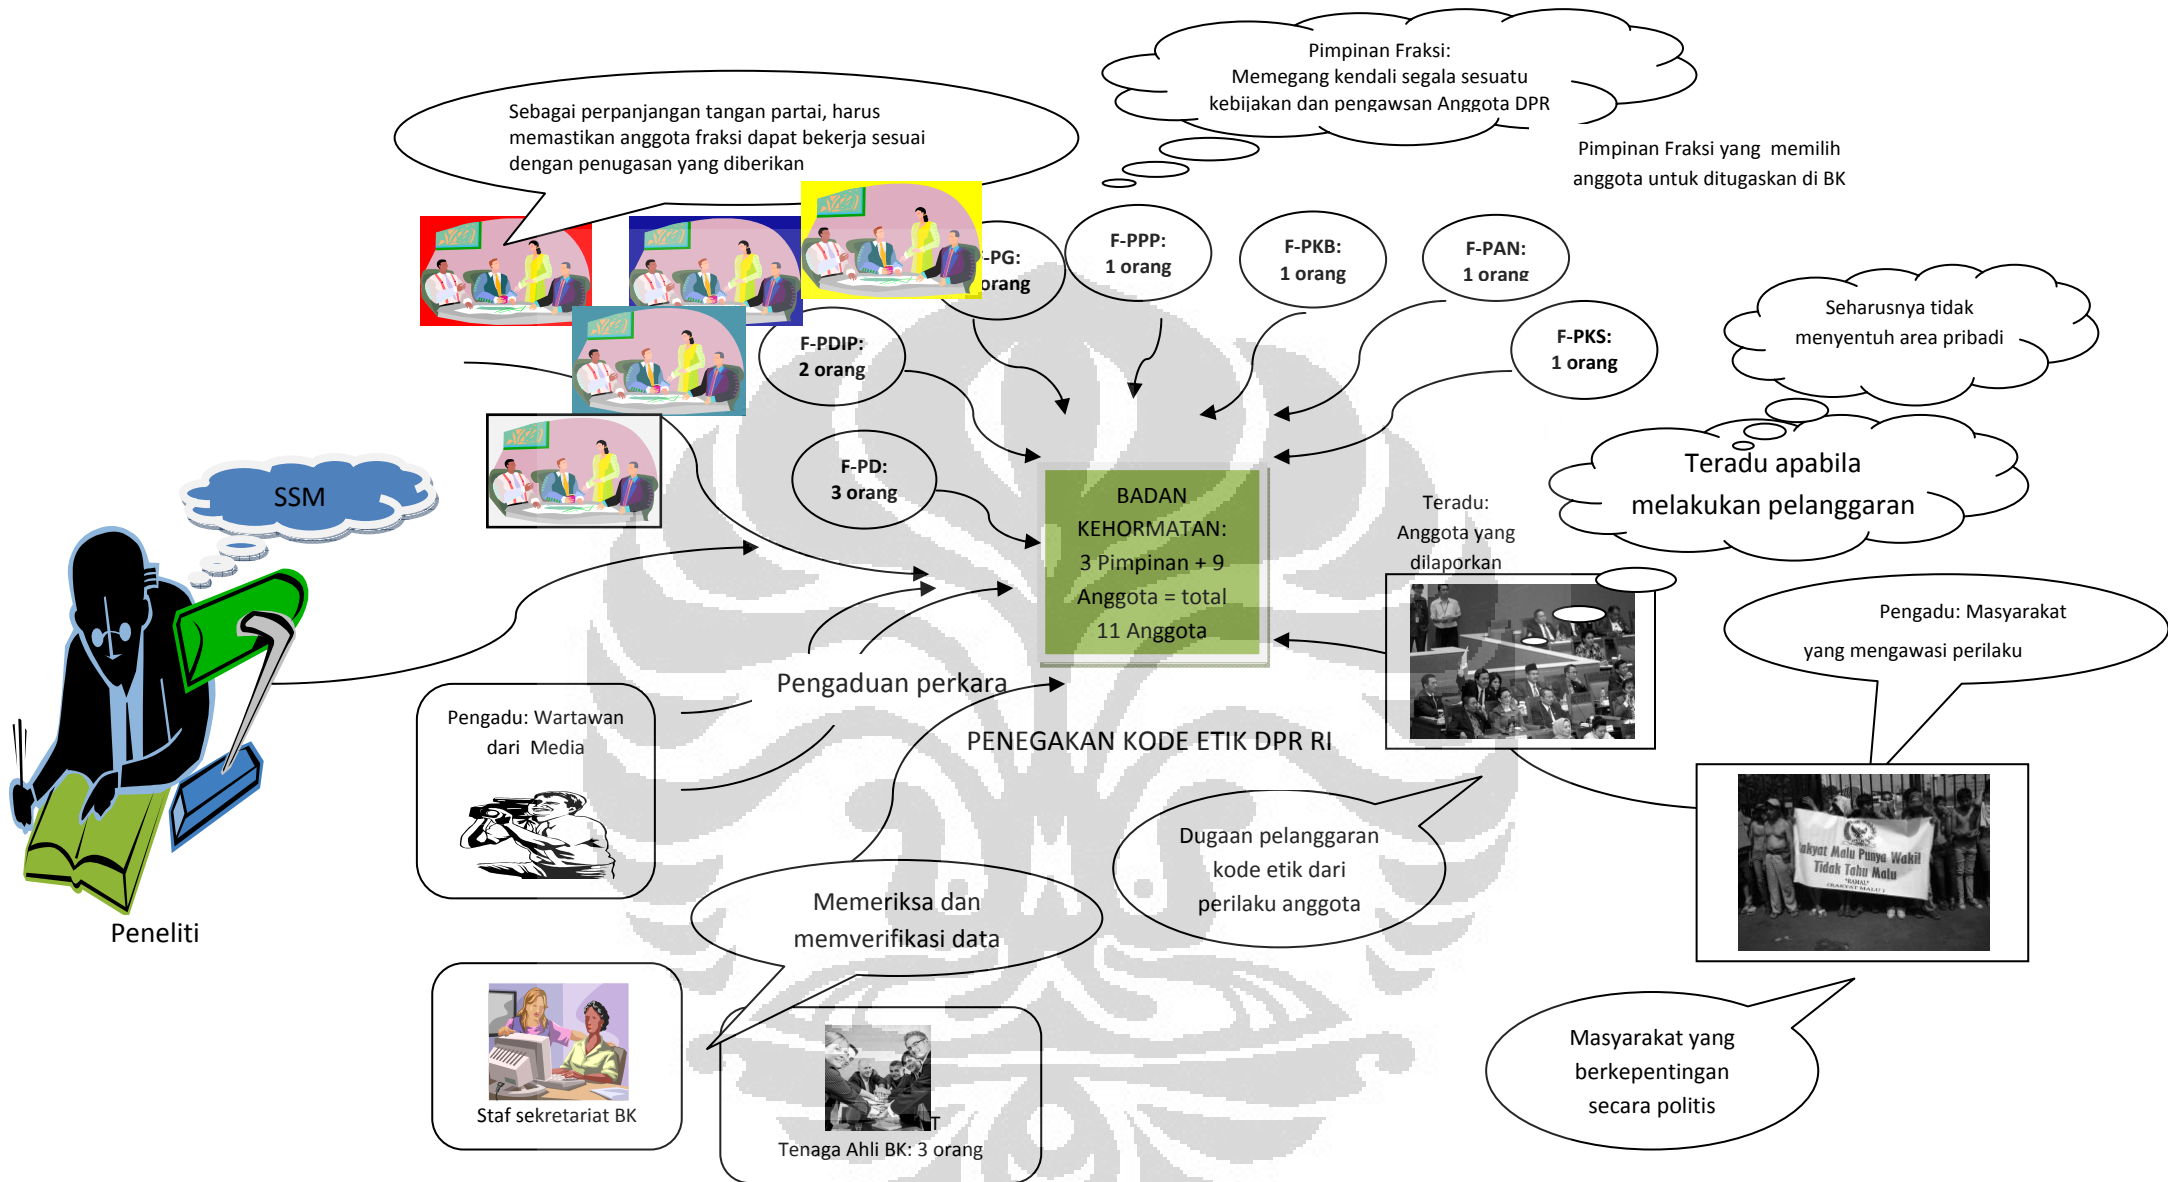 Pimpinan Fraksi:
Memegang kendali segala sesuatu
kebijakan dan pengawsan Anggota DPR
Sebagai perpanjangan tangan partai, harus
memastikan anggota fraksi dapat bekerja sesuai
dengan penugasan yang diberikan
Pimpinan Fraksi yang memilih
anggota untuk ditugaskan di BK
-PG:
orang
F-PPP:
1 orang
F-PKB:
1 orang
F-PAN:
1 orang
F-PKS:
1 orang
F-PDIP:
2 orang
F-PD:
3 orang
Seharusnya tidak
menyentuh area pribadi
Teradu apabila
melakukan pelanggaran
SSM
BADAN
KEHORMATAN:
3 Pimpinan + 9
Anggota = total
11 Anggota
Teradu:
Anggota yang
dilaporkan
Pengadu: Masyarakat
yang mengawasi perilaku
Pengaduan perkara
Pengadu: Wartawan
dari Media
PENEGAKAN KODE ETIK DPR RI
Dugaan pelanggaran
kode etik dari
perilaku anggota
akyat Malu Punya Wakil
Tidak Tahu Malu
(RAKYAT MALU)
Peneliti
Memeriksa dan
memverifikasi data
Masyarakat yang
berkepentingan
secara politis
Staf sekretariat BK
T
Tenaga Ahli BK: 3 orang